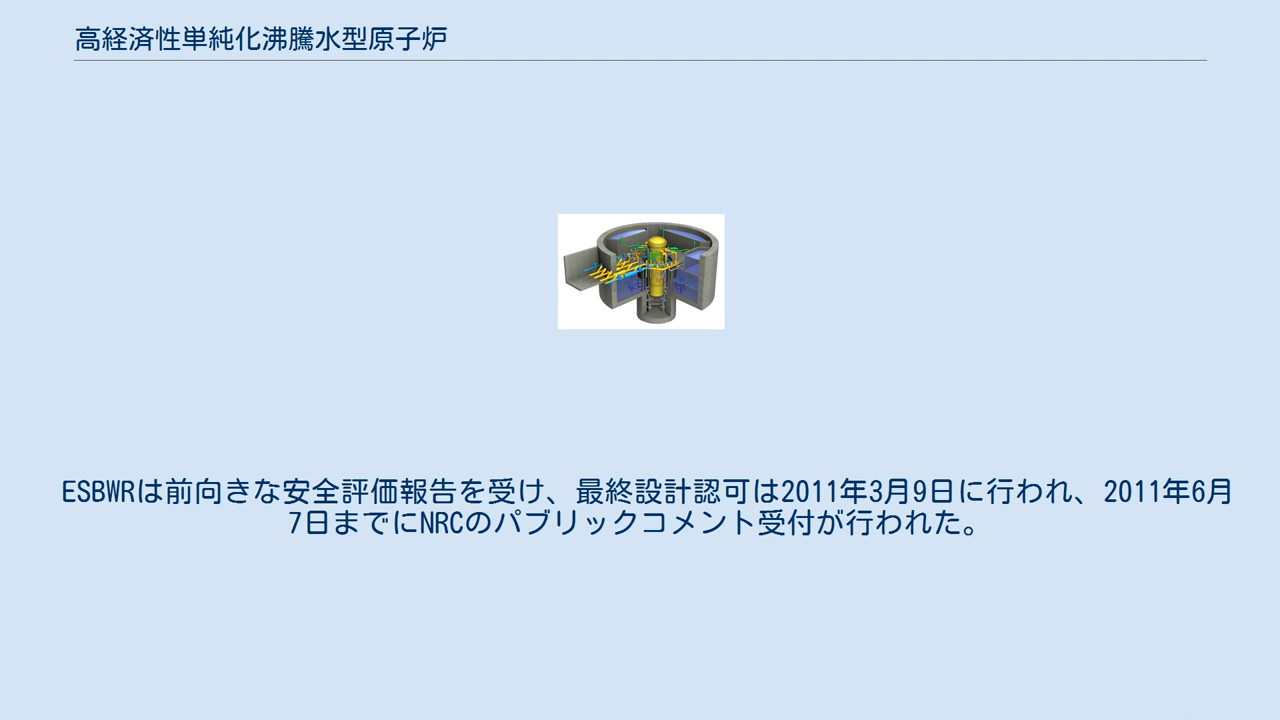 高経済性単純化沸騰水型原子炉
ESBWRは前向きな安全評価報告を受け、最終設計認可は2011年3月9日に行われ、2011年6月
7日までにNRCのパブリックコメント受付が行われた。